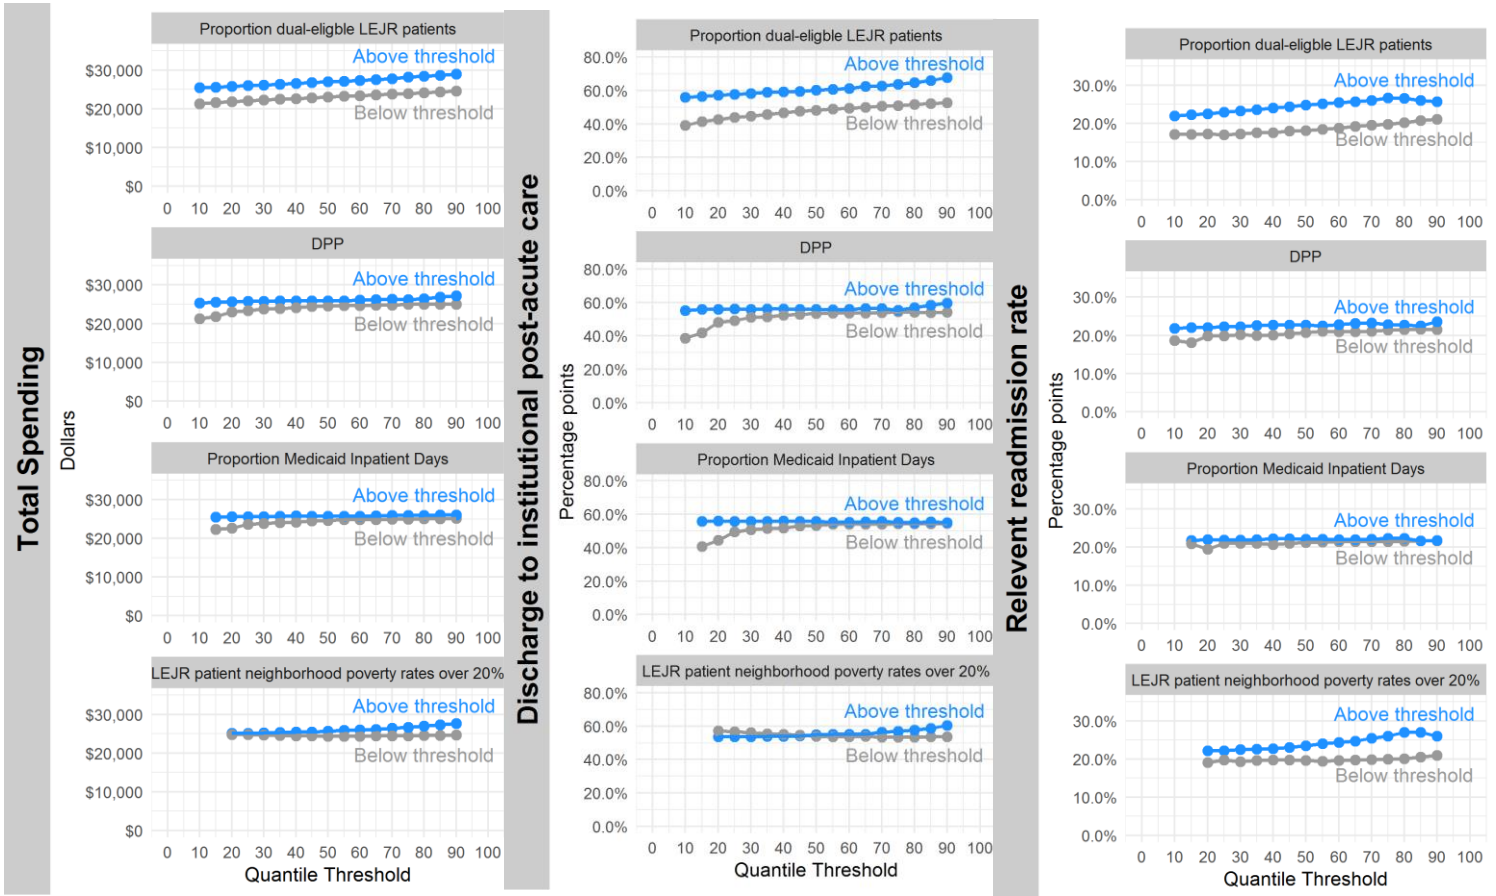 Total Spending
Dollars
Proportion dual-eligble LEJR patients
Above threshold
Below threshold
$30,000
$20,000
$10,000
$0
0 10 20 30 40 50 60 70 80 90 100
DPP
Above threshold
Below threshold
$30,000
$20,000
$10,000
$0
0 10 20 30 40 50 60 70 80 90 100
Proportion Medicaid Inpatient Days
Above threshold
Below threshold
$30,000
$20,000
$10,000
$0
0 10 20 30 40 50 60 70 80 90 100
LEJR patient neighborhood poverty rates over 20%
Above threshold
Below threshold
$30,000
$20,000
$10,000
$0
0 10 20 30 40 50 60 70 80 90 100
Quantile Threshold
Discharge to institutional post-acute care
Percentage points
Proportion dual-eligble LEJR patients
Above threshold
Below threshold
80.0%
60.0%
40.0%
20.0%
0.0%
0 10 20 30 40 50 60 70 80 90 100
DPP
Above threshold
Below threshold
80.0%
60.0%
40.0%
20.0%
0.0%
0 10 20 30 40 50 60 70 80 90 100
Proportion Medicaid Inpatient Days
Above threshold
Below threshold
80.0%
60.0%
40.0%
20.0%
0.0%
0 10 20 30 40 50 60 70 80 90 100
LEJR patient neighborhood poverty rates over 20%
Above threshold
Below threshold
80.0%
60.0%
40.0%
20.0%
0.0%
0 10 20 30 40 50 60 70 80 90 100
Quantile Threshold
Relevent readmission rate
Percentage points
Proportion dual-eligble LEJR patients
Above threshold
Below threshold
30.0%
20.0%
10.0%
0.0%
0 10 20 30 40 50 60 70 80 90 100
DPP
Above threshold
Below threshold
30.0%
20.0%
10.0%
0.0%
0 10 20 30 40 50 60 70 80 90 100
Proportion Medicaid Inpatient Days
Above threshold
Below threshold
30.0%
20.0%
10.0%
0.0%
0 10 20 30 40 50 60 70 80 90 100
LEJR patient neighborhood poverty rates over 20%
Above threshold
Below threshold
30.0%
20.0%
10.0%
0.0%
0 10 20 30 40 50 60 70 80 90 100
Quantile Threshold